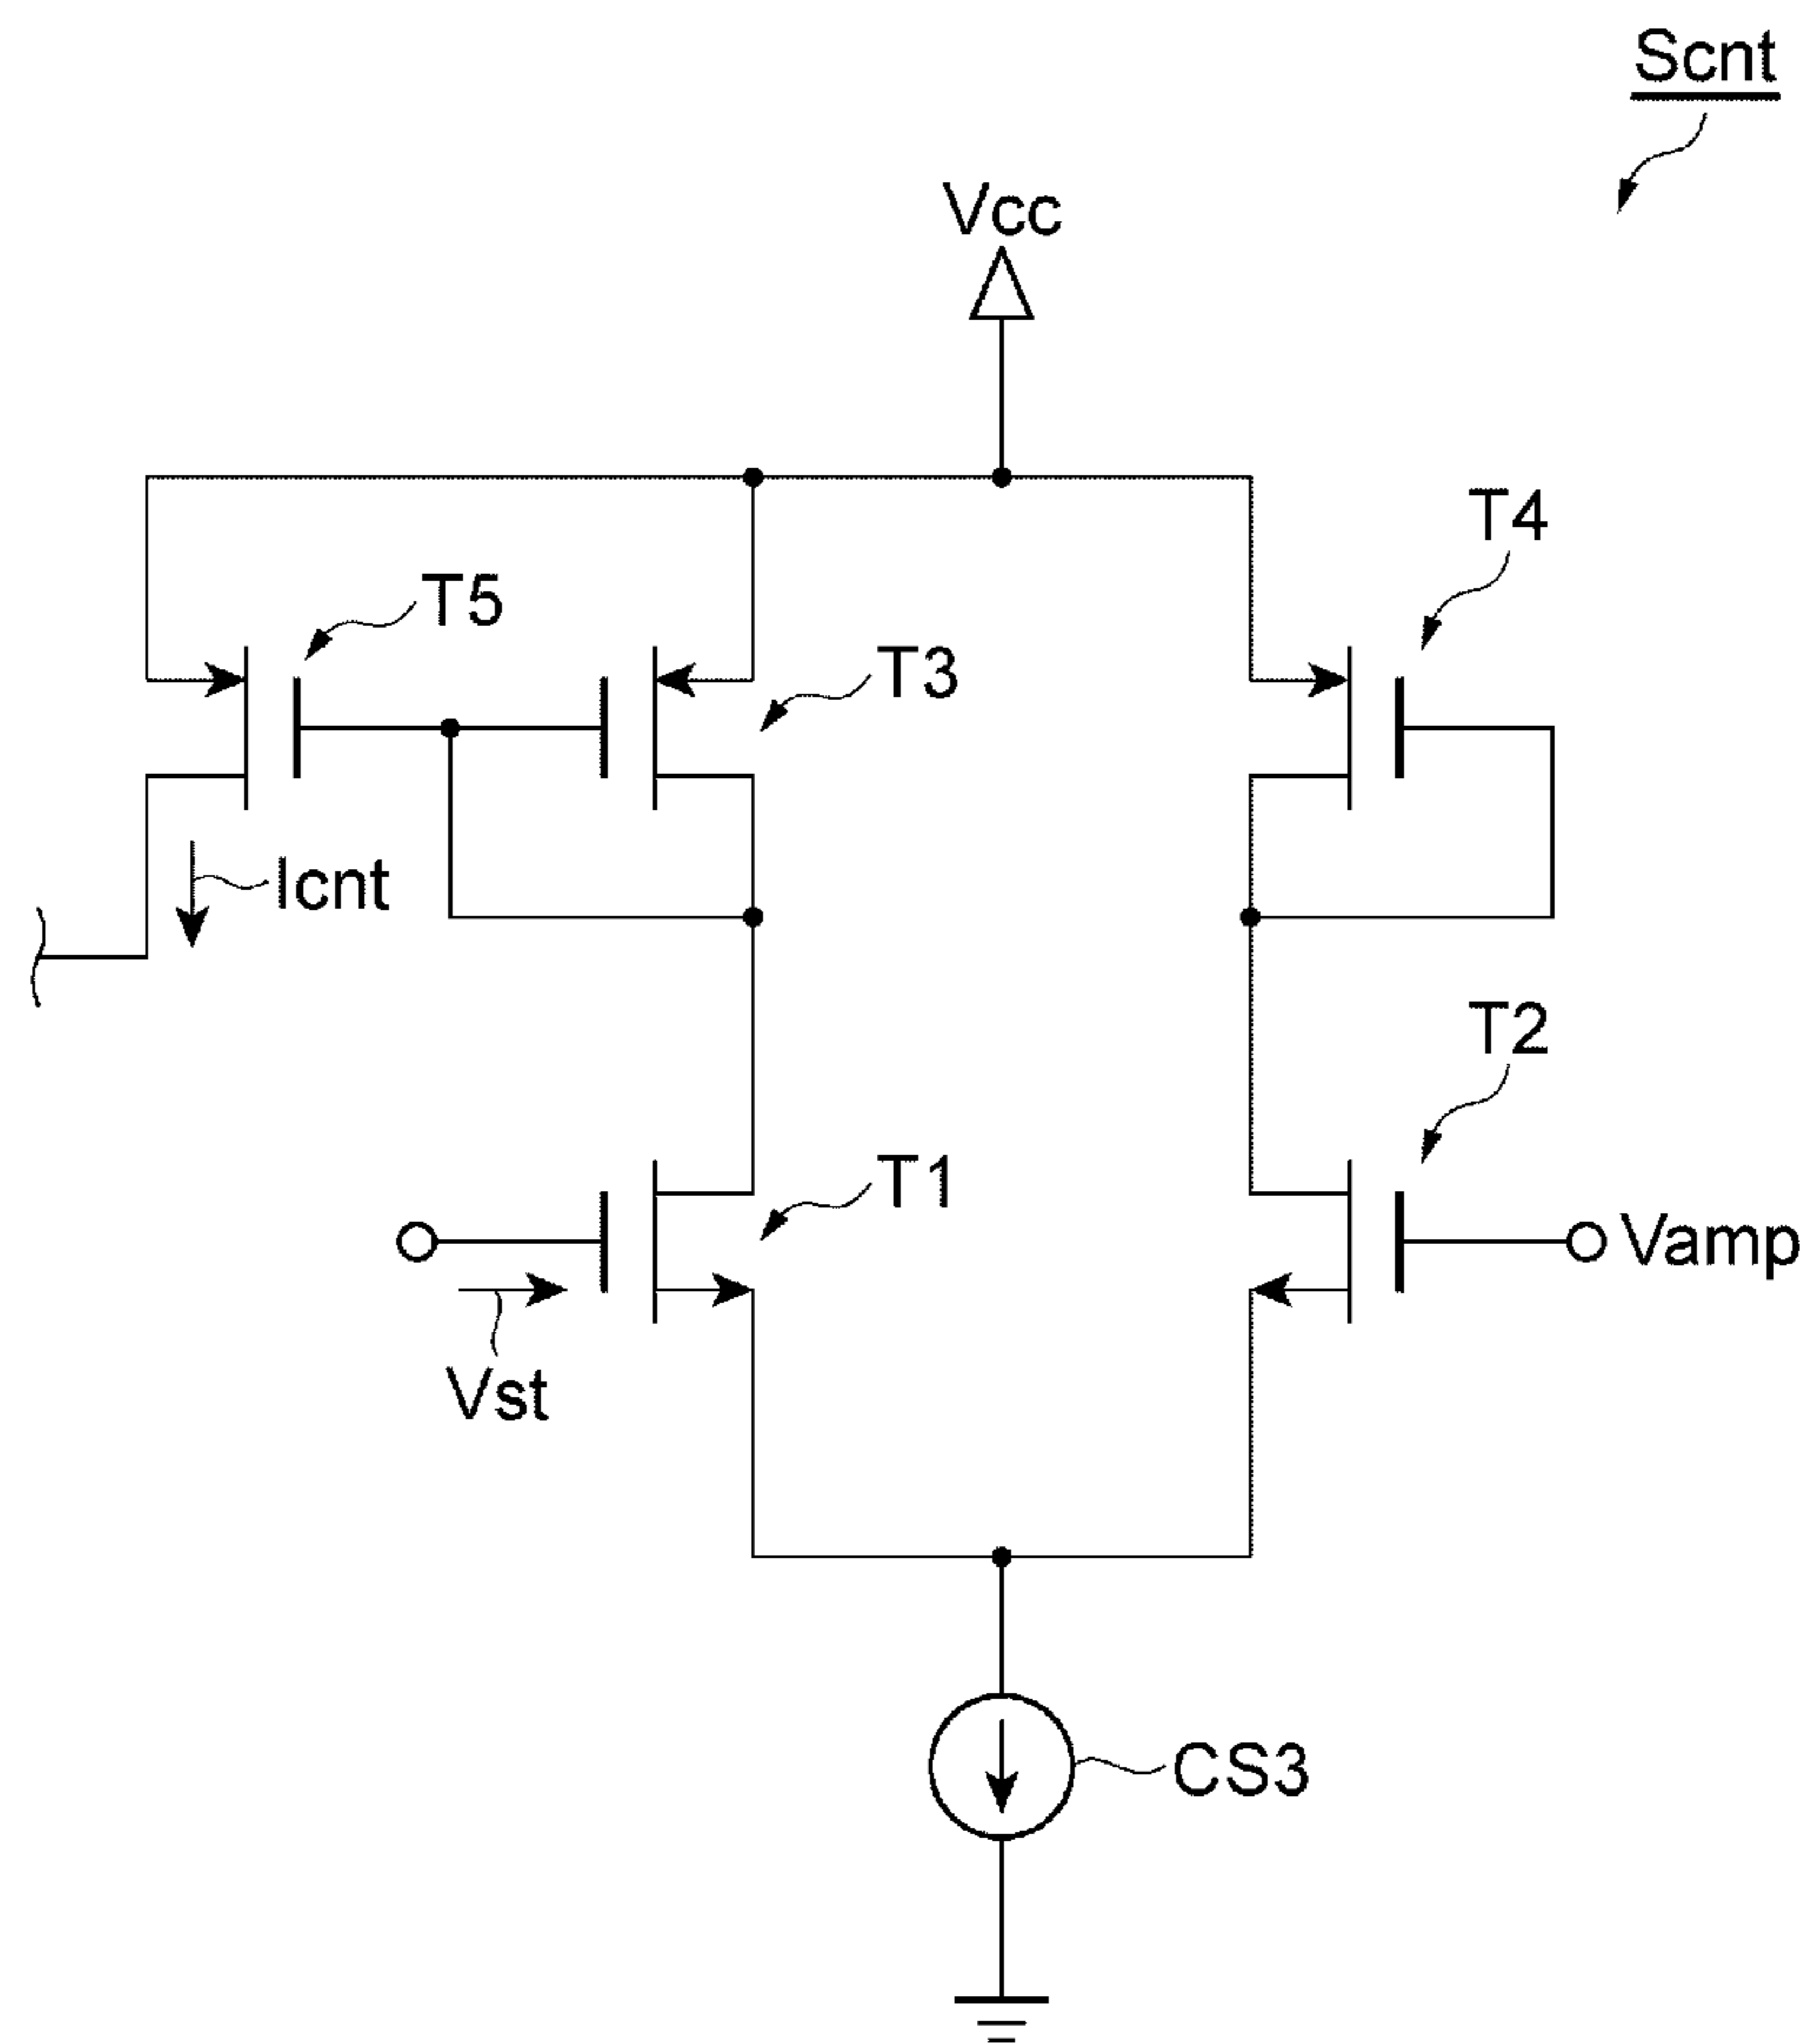 Scnt
Vcc
T4
T5
T3
Icnt
T2
T1
Vamp
Vst
CS3